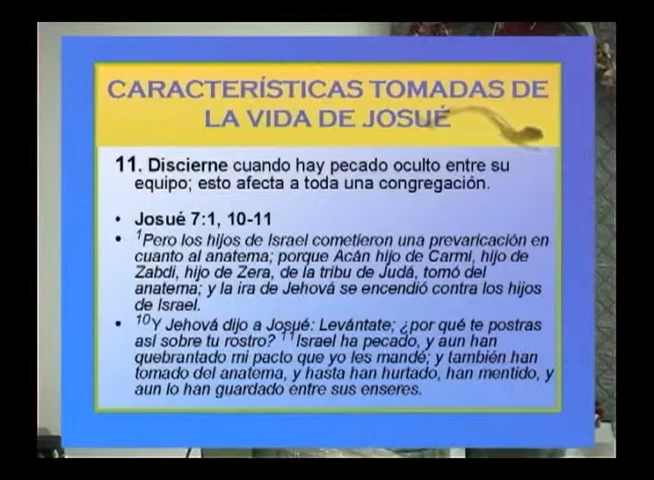 CARACTERÍSTICAS TOMADAS DE
LA VIDA DE JOSUÉ
11. Discierne cuando hay pecado oculto entre su
equipo; esto afecta a toda una congregación.
• Josué 7:1, 10-11
• 1Pero los hijos de Israel cometieron una prevaricación en
cuanto al anatema; porque Acán hijo de Carmi, hijo de
Zabdi, hijo de Zera, de la tribu de Judá, tomó del
anatema; y la ira de Jehová se encendió contra los hijos
de Israel.
• 10Y Jehová dijo a Josué: Levántate; ¿por qué te postras
así sobre tu rostro? 11Israel ha pecado, y aun han
quebrantado mi pacto que yo les mandé; y también han
tomado del anatema, y hasta han hurtado, han mentido, y
aun lo han guardado entre sus enseres.